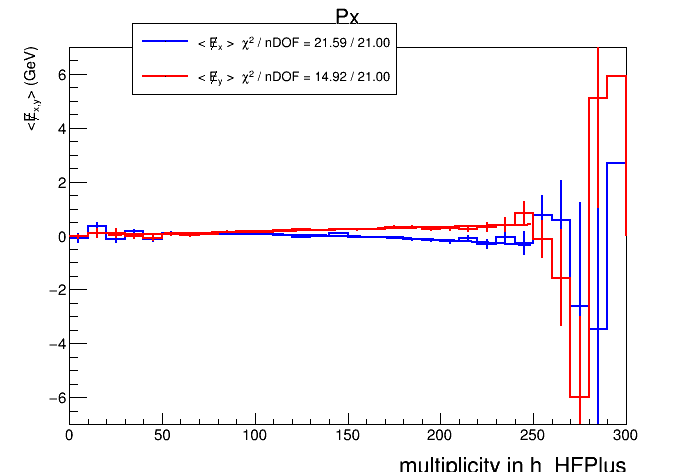 Px
< E̸x > χ² / nDOF = 21.59 / 21.00
< E̸y > χ² / nDOF = 14.92 / 21.00
<E̸x,y> (GeV)
6
4
2
0
−2
−4
−6
0 50 100 150 200 250 300
multiplicity in h_HFPlus